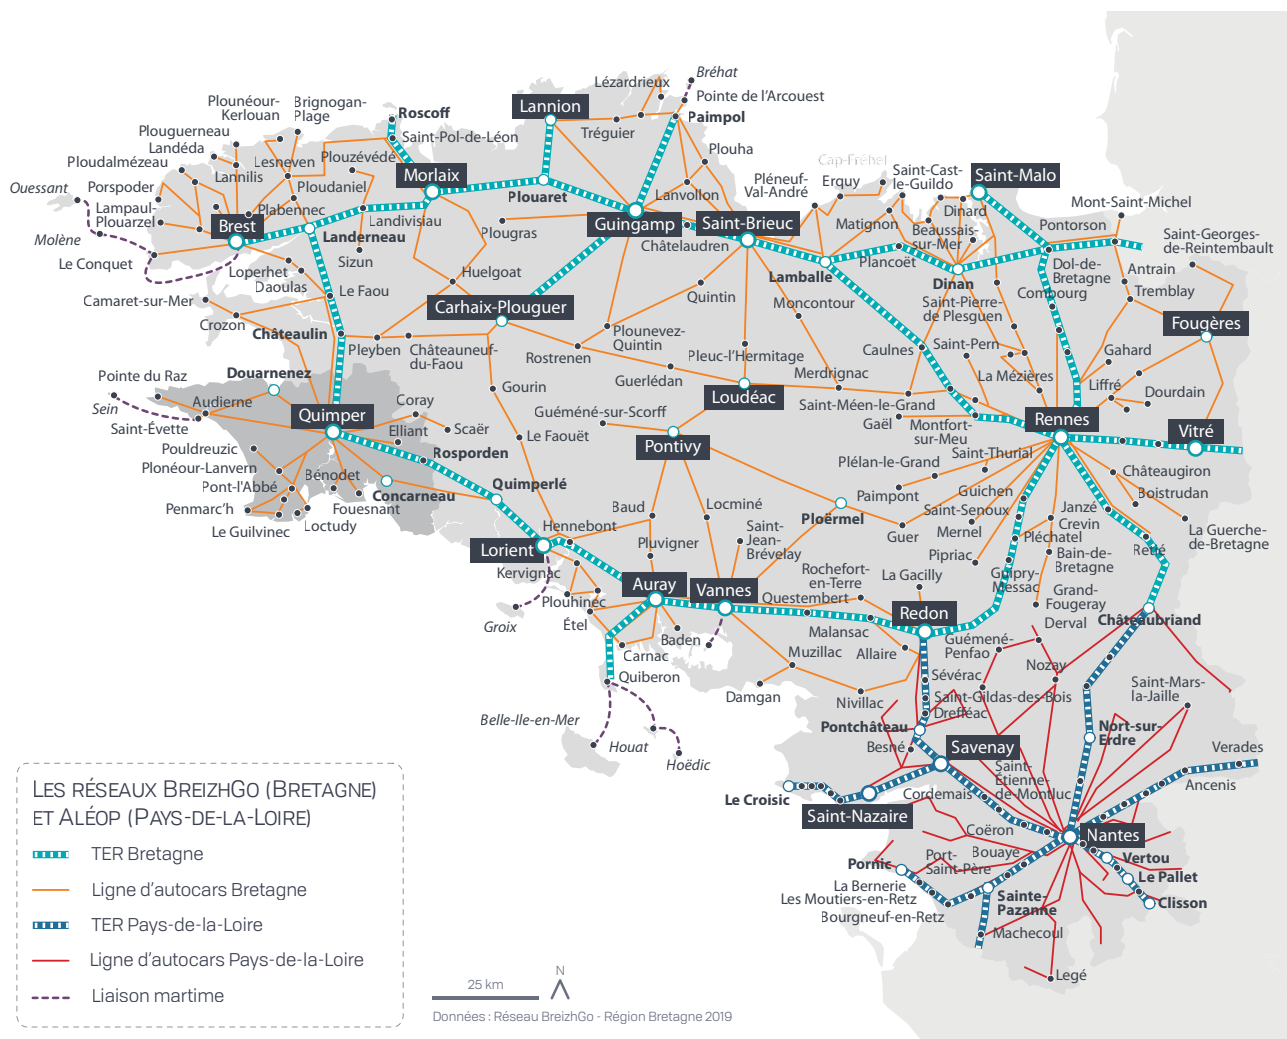 Bréhat
Lézardrieux
Pointe de l'Arcouest
Plounéour-
Kerlouan
Brignogan-
Plage
Roscoff
Lannion
Paimpol
Plouguerneau
Landéda
Saint-Pol-de-Léon
Tréguier
Plouha
Ploudalmézeau
Lesneven
Plouzévédé
Morlaix
Cap-Fréhel
Saint-Cast-
le-Guildo
Saint-Malo
Ouessant
Porspoder
Lannilis
Ploudaniel
Plouaret
Lanvollon
Pléneuf-
Val-André
Erquy
Lampaul-
Plouarzel
Plabennec
Landivisiau
Guingamp
Saint-Brieuc
Matignon
Dinard
Mont-Saint-Michel
Brest
Landerneau
Plougras
Châtelaudren
Beaussais-
sur-Mer
Pontorson
Saint-Georges-
de-Reintembault
Molène
Le Conquet
Sizun
Lamballe
Plancoët
Dinan
Dol-de-
Bretagne
Antrain
Loperhet
Daoulas
Huelgoat
Combourg
Tremblay
Camaret-sur-Mer
Le Faou
Carhaix-Plouguer
Quintin
Moncontour
Saint-Pierre-
de Plesguen
Fougères
Crozon
Châteaulin
Pleyben
Châteauneuf-
du-Faou
Rostrenen
Plounevez-
Quintin
Pleuc-l'Hermitage
Caulnes
Saint-Pern
Gahard
Pointe du Raz
Douarnenez
Guerlédan
Merdrignac
La Mézières
Liffré
Dourdain
Sein
Audierne
Gourin
Loudéac
Saint-Évette
Quimper
Coray
Guéméné-sur-Scorff
Saint-Méen-le-Grand
Gaël
Montfort-
sur-Meu
Rennes
Vitré
Pouldreuzic
Elliant
Scaër
Le Faouët
Pontivy
Plonéour-Lanvern
Rosporden
Plélan-le-Grand
Saint-Thurial
Châteaugiron
Pont-l'Abbé
Bénodet
Concarneau
Quimperlé
Paimpont
Guichen
Boistrudan
Penmarc'h
Fouesnant
Baud
Locminé
Ploërmel
Saint-Senoux
Janzé
Crevin
Le Guilvinec
Loctudy
Hennebont
Saint-
Jean-
Brévelay
Guer
Mernel
Pléchatel
La Guerche-
de-Bretagne
Lorient
Pluvigner
Pipriac
Bain-de-
Bretagne
Retié
Kervignac
Auray
Vannes
Rochefort-
en-Terre
La Gacilly
Guipry-
Messac
Plouhinec
Questembert
Redon
Grand-
Fougeray
Groix
Étel
Baden
Malansac
Derval
Châteaubriand
Carnac
Muzillac
Allaire
Guémené-
Penfao
Quiberon
Nozay
Damgan
Nivillac
Sévérac
Saint-Gildas-des-Bois
Saint-Mars-
la-Jaille
Drefféac
Belle-Ile-en-Mer
Houat
Pontchâteau
Nort-sur-
Erdre
Hoëdic
Besné
Savenay
Verades
Saint-
Étienne-
de-Montluc
Le Croisic
Cordemais
Ancenis
Saint-Nazaire
Coëron
Nantes
Pornic
Port-
Saint-Père
Bouaye
Vertou
Le Pallet
La Bernerie
Les Moutiers-en-Retz
Sainte-
Pazanne
Clisson
Bourgneuf-en-Retz
Machecoul
Legé
Les réseaux BreizhGo (Bretagne)
et Aléop (Pays-de-la-Loire)
TER Bretagne
Ligne d'autocars Bretagne
TER Pays-de-la-Loire
Ligne d'autocars Pays-de-la-Loire
Liaison martime
25 km
N
Données : Réseau BreizhGo - Région Bretagne 2019